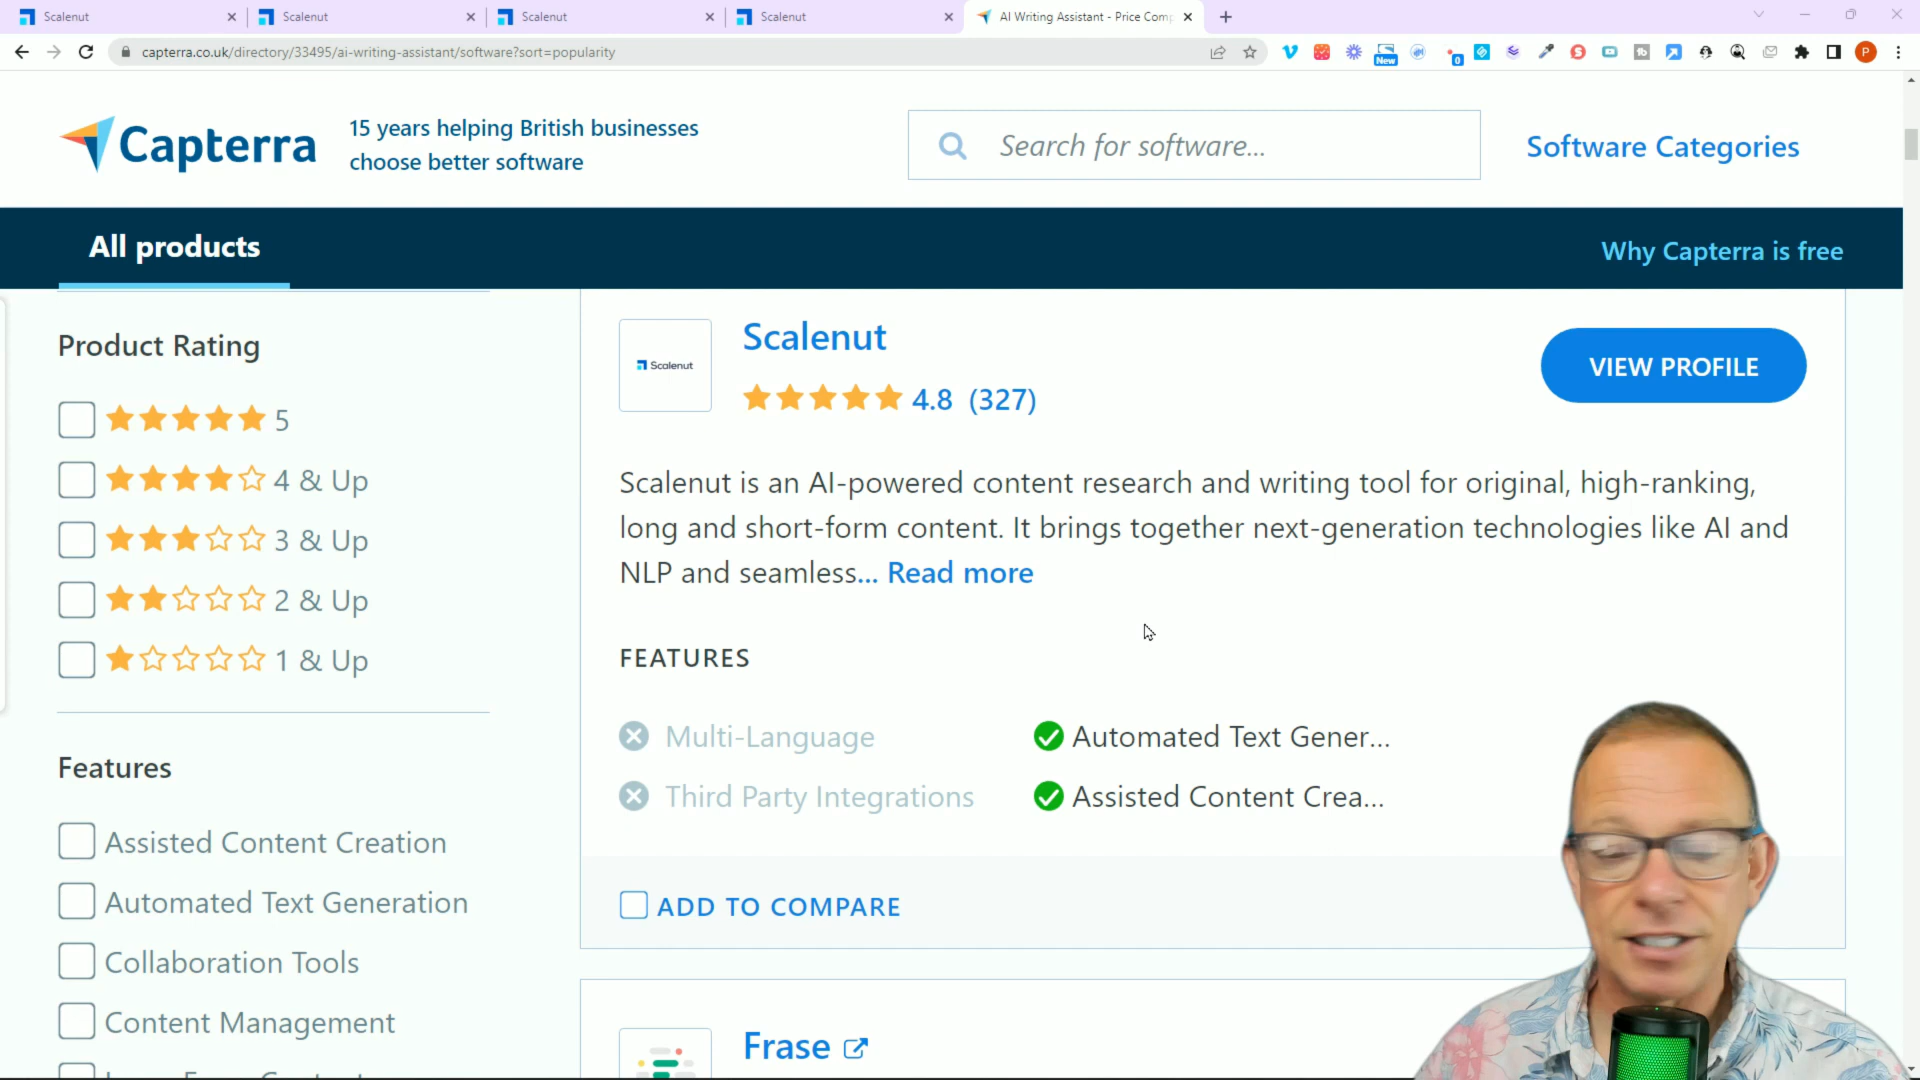 Scalenut
Scalenut
Scalenut
Scalenut
AI Writing Assistant - Price Comp
capterra.co.uk/directory/33495/ai-writing-assistant/software?sort=popularity
New
0
P
Capterra
15 years helping British businesses
choose better software
Search for software...
Software Categories
All products
Why Capterra is free
Product Rating
5
4 & Up
3 & Up
2 & Up
1 & Up
Features
Assisted Content Creation
Automated Text Generation
Collaboration Tools
Content Management
Scalenut
Scalenut
4.8 (327)
VIEW PROFILE
Scalenut is an AI-powered content research and writing tool for original, high-ranking,
long and short-form content. It brings together next-generation technologies like AI and
NLP and seamless... Read more
FEATURES
Multi-Language
Automated Text Gener...
Third Party Integrations
Assisted Content Crea...
ADD TO COMPARE
Frase